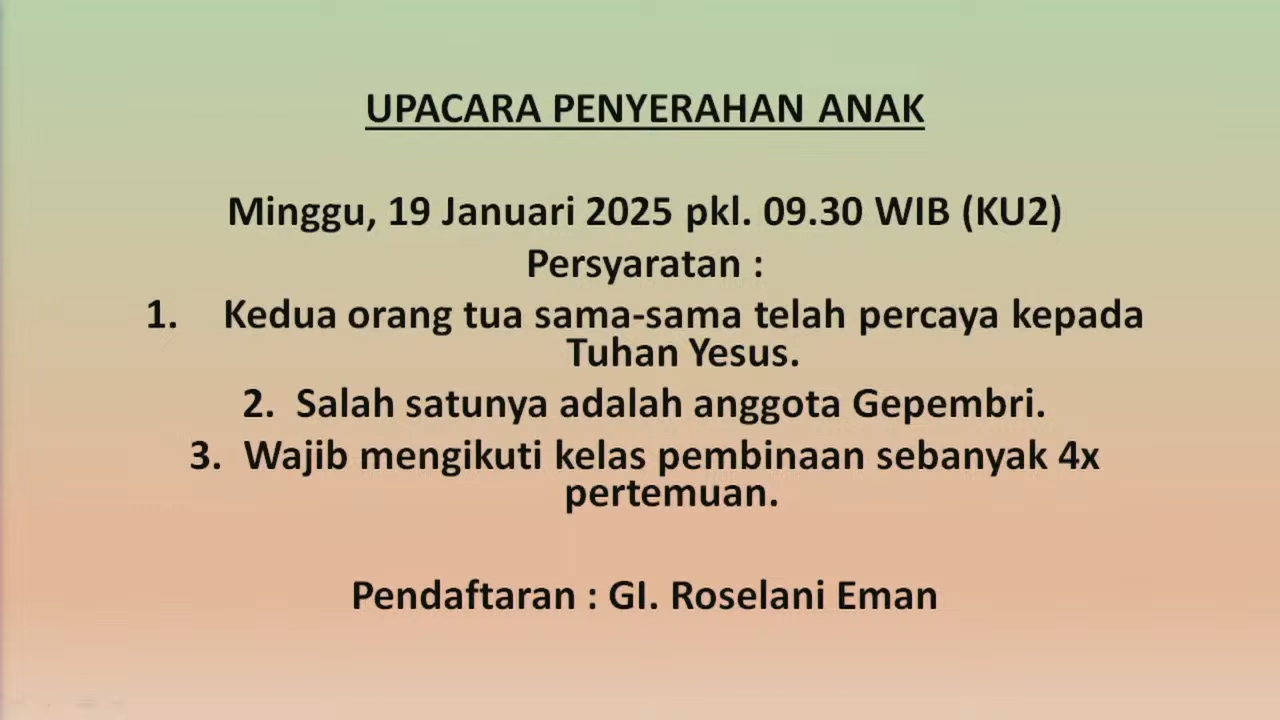 UPACARA PENYERAHAN ANAK
Minggu, 19 Januari 2025 pkl. 09.30 WIB (KU2)
Persyaratan :
1. Kedua orang tua sama-sama telah percaya kepada
Tuhan Yesus.
2. Salah satunya adalah anggota Gepembri.
3. Wajib mengikuti kelas pembinaan sebanyak 4x
pertemuan.
Pendaftaran : GI. Roselani Eman